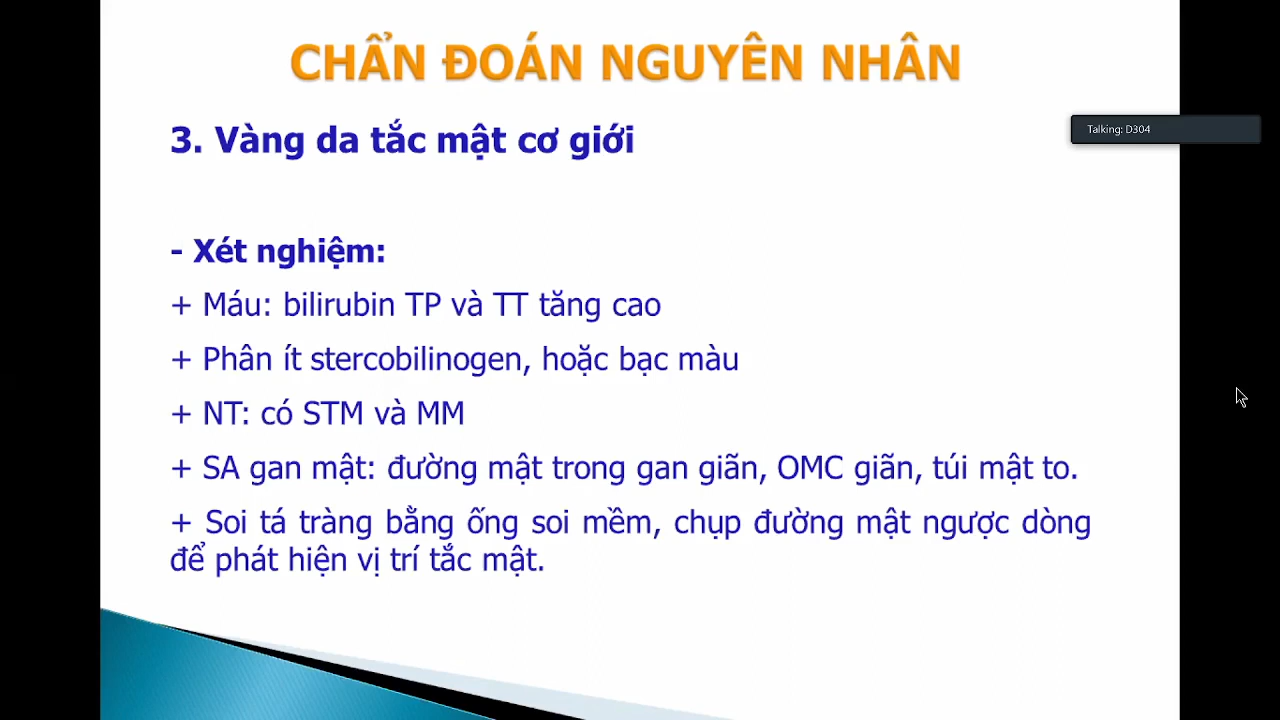 CHẨN ĐOÁN NGUYÊN NHÂN
3. Vàng da tắc mật cơ giới
Talking: D304
- Xét nghiệm:
+ Máu: bilirubin TP và TT tăng cao
+ Phân ít stercobilinogen, hoặc bạc màu
+ NT: có STM và MM
+ SA gan mật: đường mật trong gan giãn, OMC giãn, túi mật to.
+ Soi tá tràng bằng ống soi mềm, chụp đường mật ngược dòng
để phát hiện vị trí tắc mật.